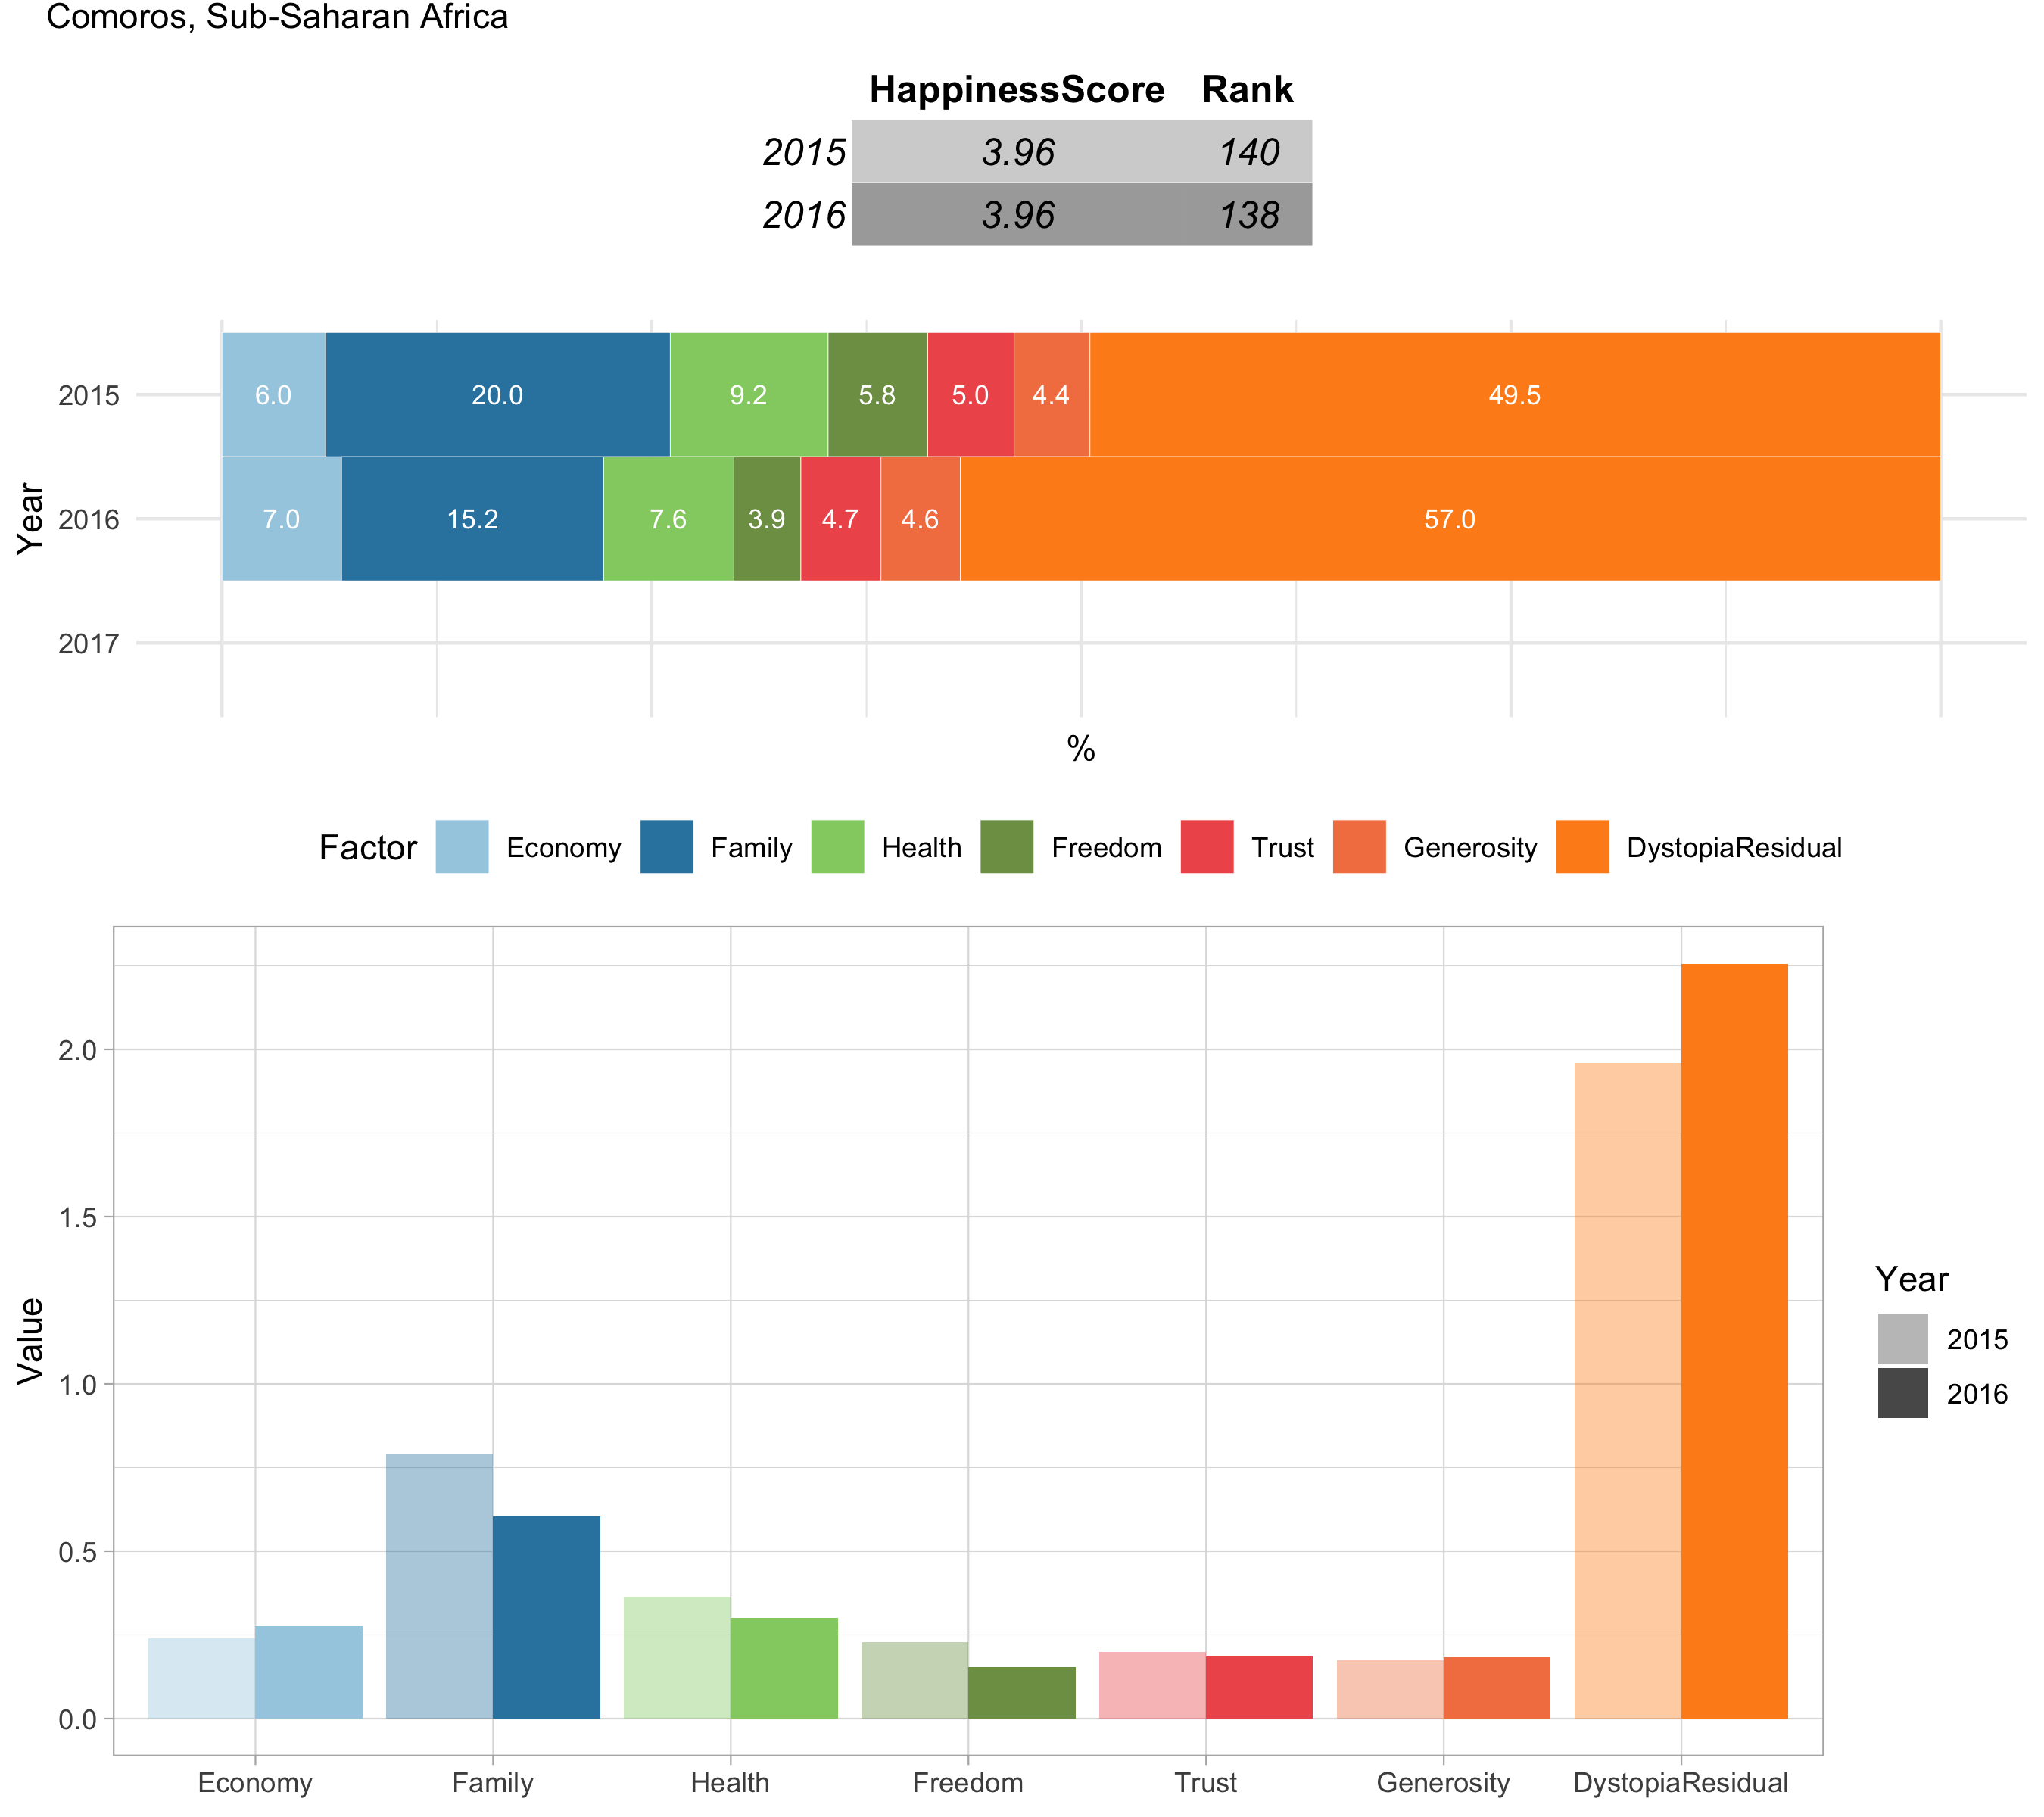 Comoros, Sub-Saharan Africa
HappinessScore Rank
2015 3.96 140
2016 3.96 138
2015 6.0 20.0 9.2 5.8 5.0 4.4 49.5
Year
2016 7.0 15.2 7.6 3.9 4.7 4.6 57.0
2017
%
Factor Economy Family Health Freedom Trust Generosity DystopiaResidual
Value
2.0
1.5
1.0
0.5
0.0
Economy Family Health Freedom Trust Generosity DystopiaResidual
Year
2015
2016